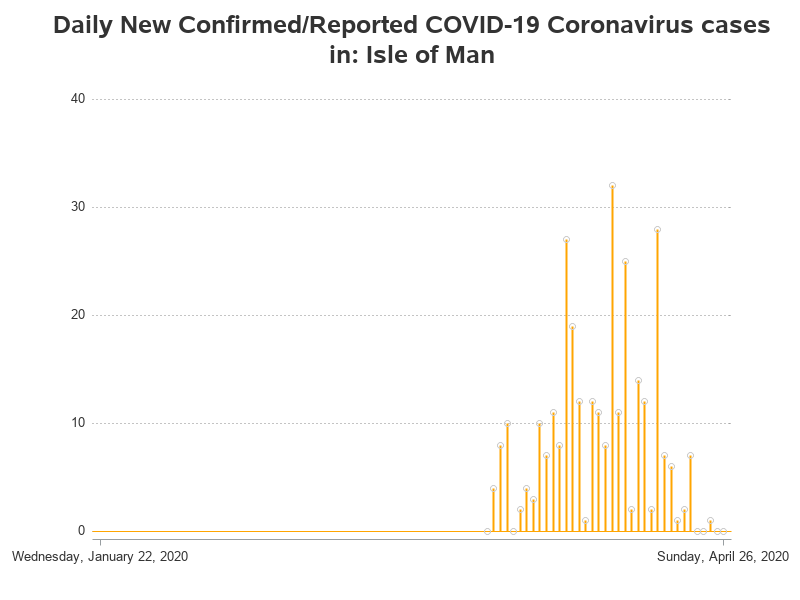 Daily New Confirmed/Reported COVID-19 Coronavirus cases
in: Isle of Man
40
30
20
10
0
Wednesday, January 22, 2020
Sunday, April 26, 2020